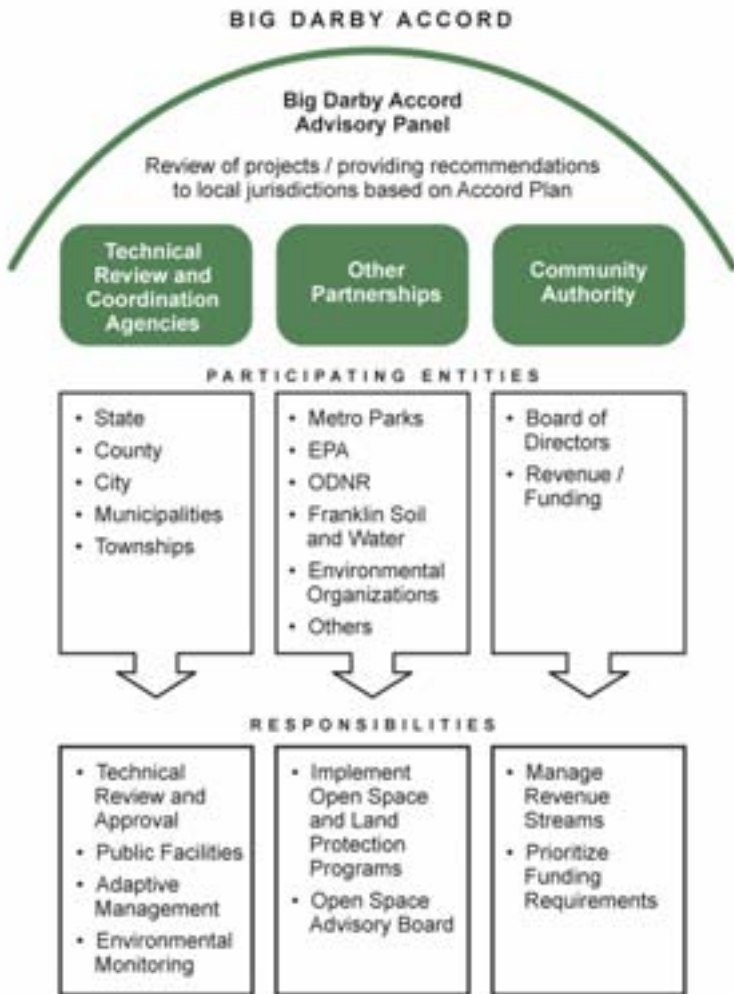 BIG DARBY ACCORD
Big Darby Accord
Advisory Panel
Review of projects / providing recommendations
to local jurisdictions based on Accord Plan
Technical
Review and
Coordination
Agencies
Other
Partnerships
Community
Authority
PARTICIPATING ENTITIES
• State
• County
• City
• Municipalities
• Townships
• Metro Parks
• EPA
• ODNR
• Franklin Soil
and Water
• Environmental
Organizations
• Others
• Board of
Directors
• Revenue /
Funding
RESPONSIBILITIES
• Technical
Review and
Approval
• Public Facilities
• Adaptive
Management
• Environmental
Monitoring
• Implement
Open Space
and Land
Protection
Programs
• Open Space
Advisory Board
• Manage
Revenue
Streams
• Prioritize
Funding
Requirements